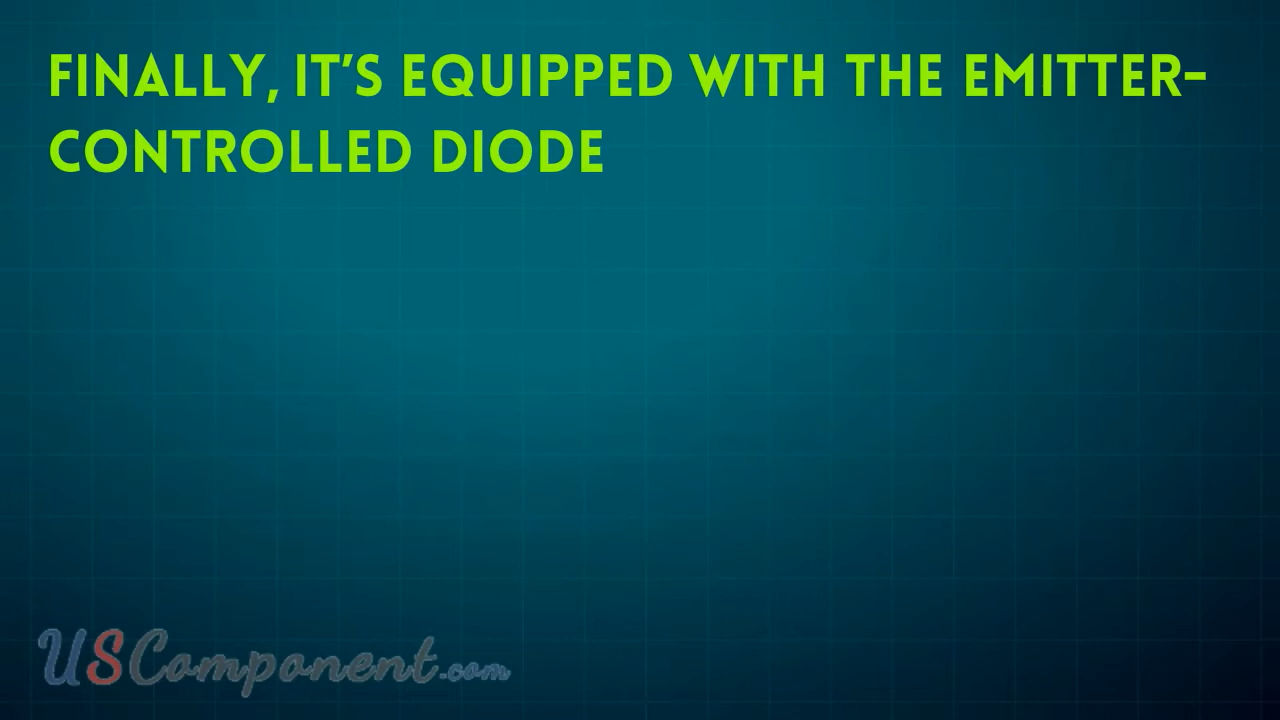 FINALLY, IT’S EQUIPPED WITH THE EMITTER-
CONTROLLED DIODE
USComponent.com